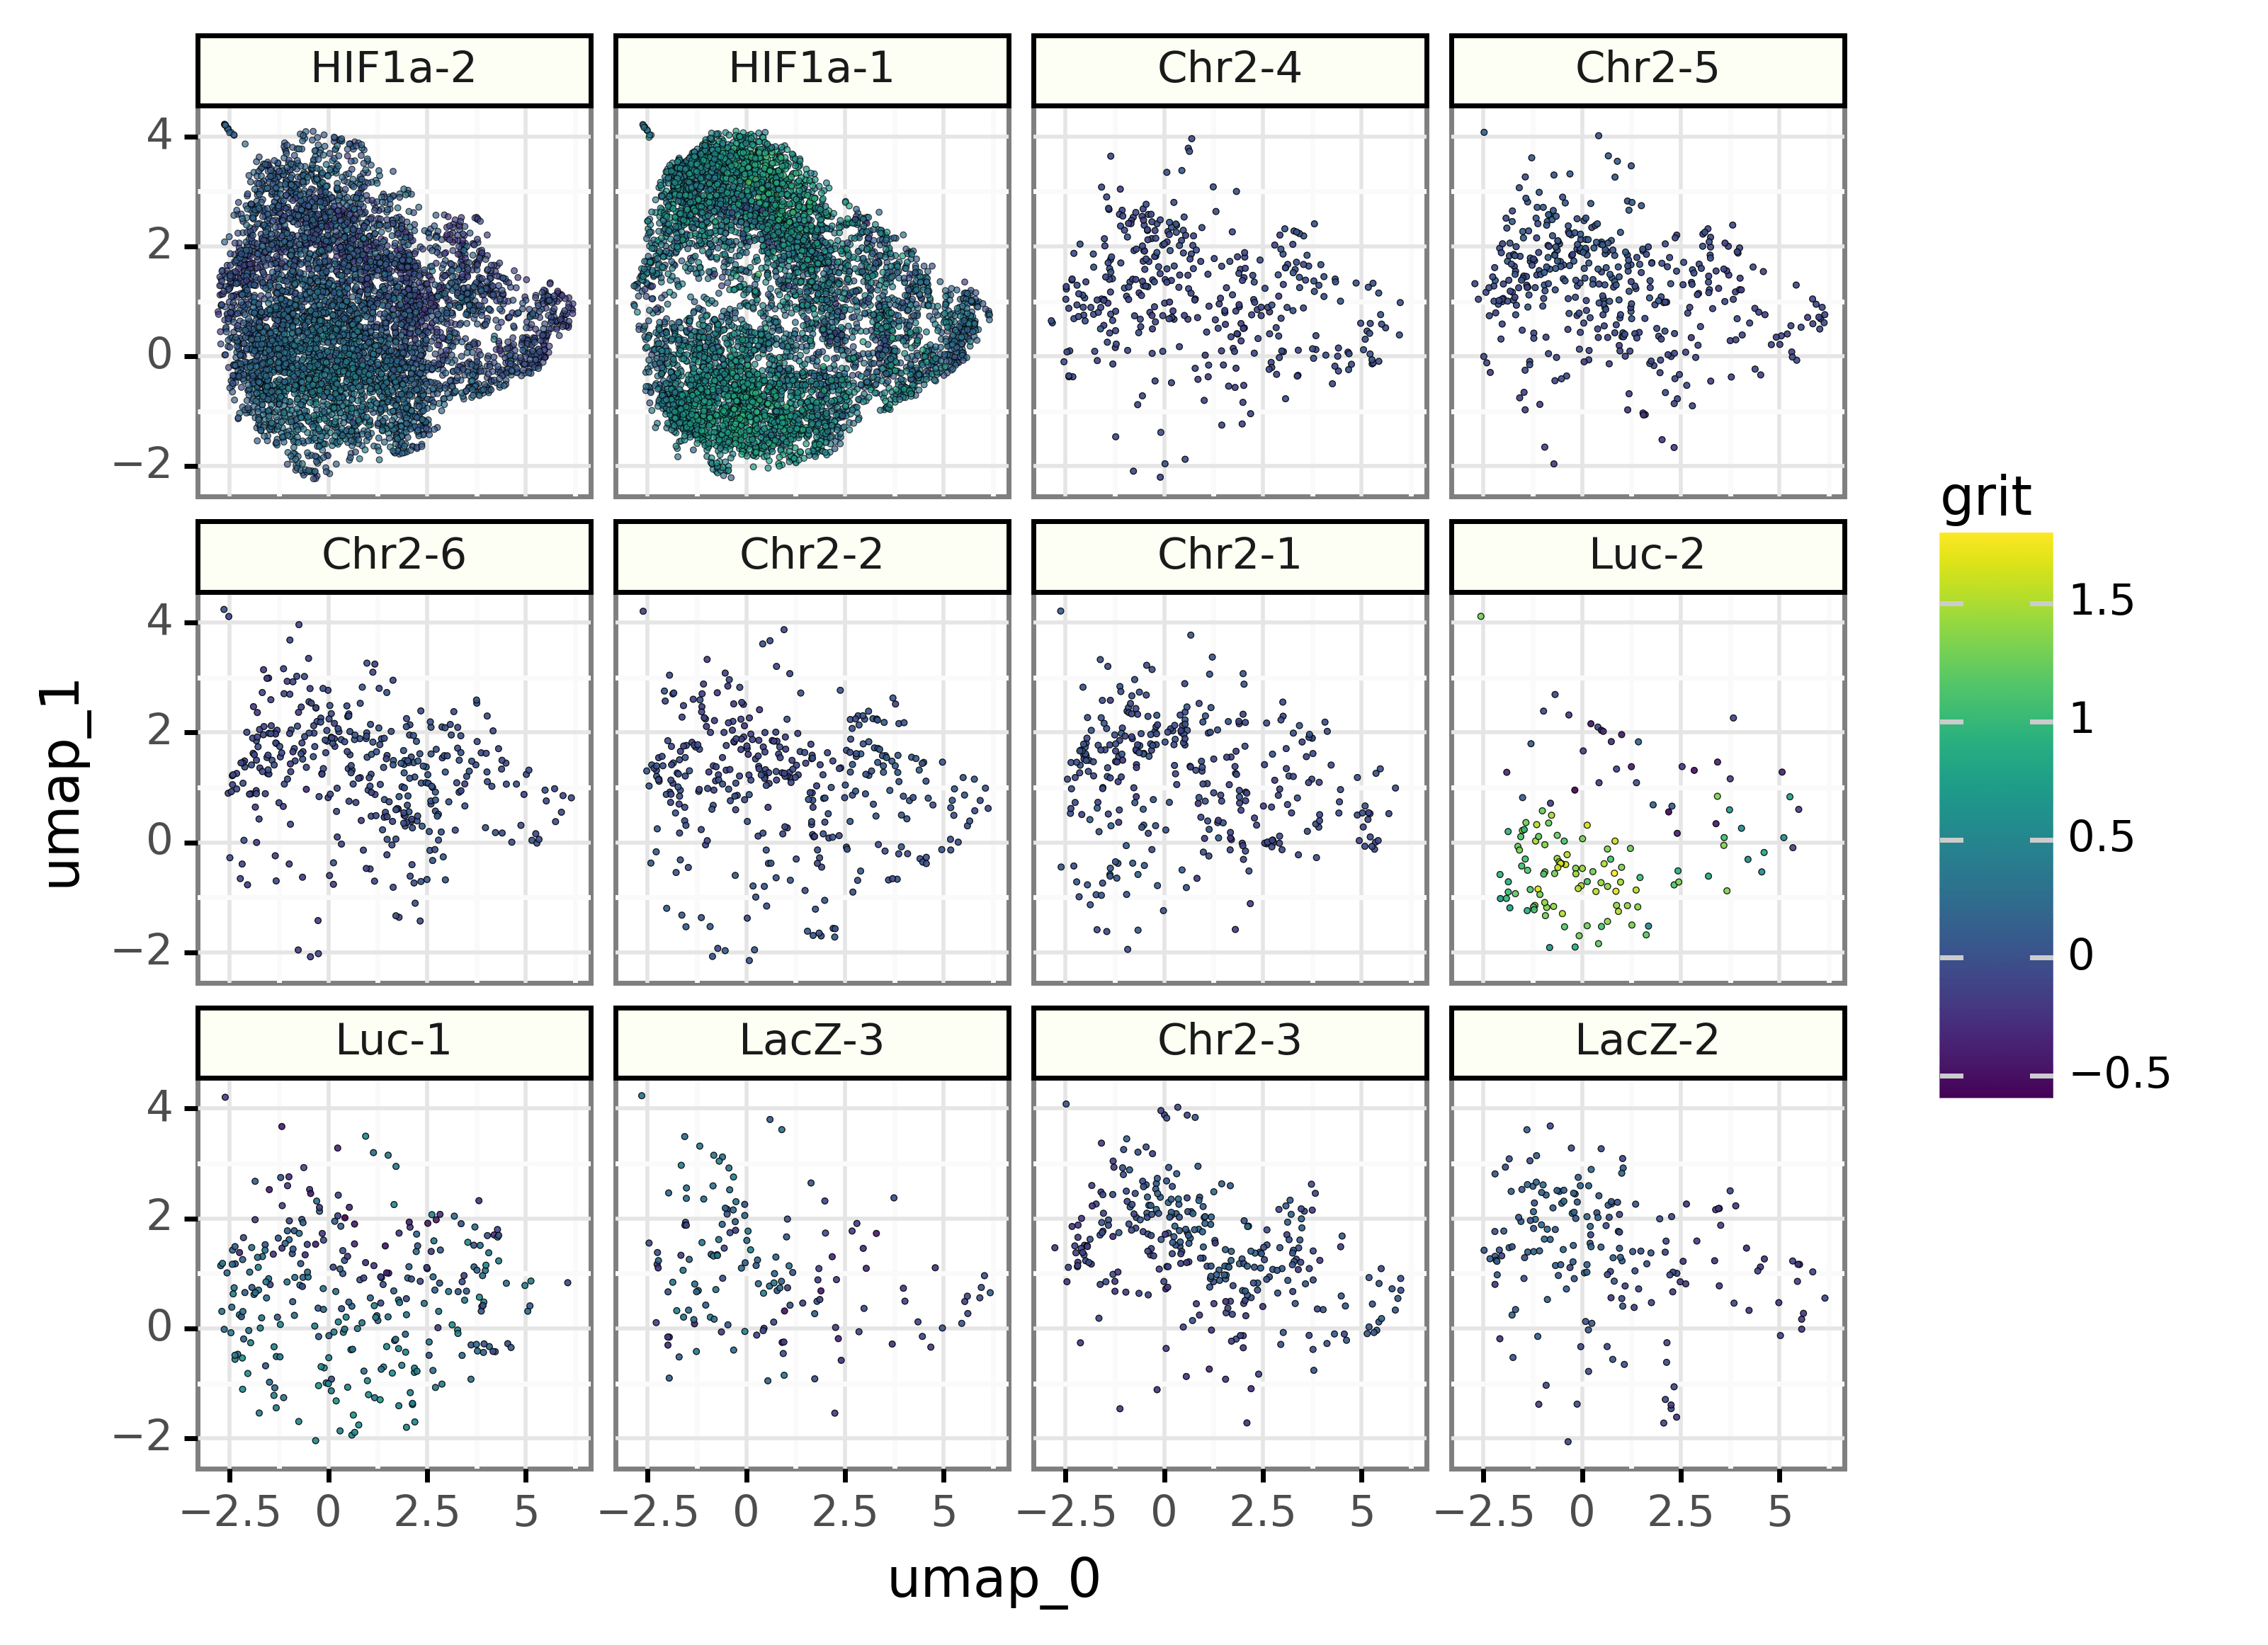 HIF1a-2 HIF1a-1 Chr2-4 Chr2-5
4
2
0
−2
Chr2-6 Chr2-2 Chr2-1 Luc-2
4
2
0
−2
Luc-1 LacZ-3 Chr2-3 LacZ-2
4
2
0
−2
−2.5 0 2.5 5 −2.5 0 2.5 5 −2.5 0 2.5 5 −2.5 0 2.5 5
umap_0
umap_1
grit
1.5
1
0.5
0
−0.5